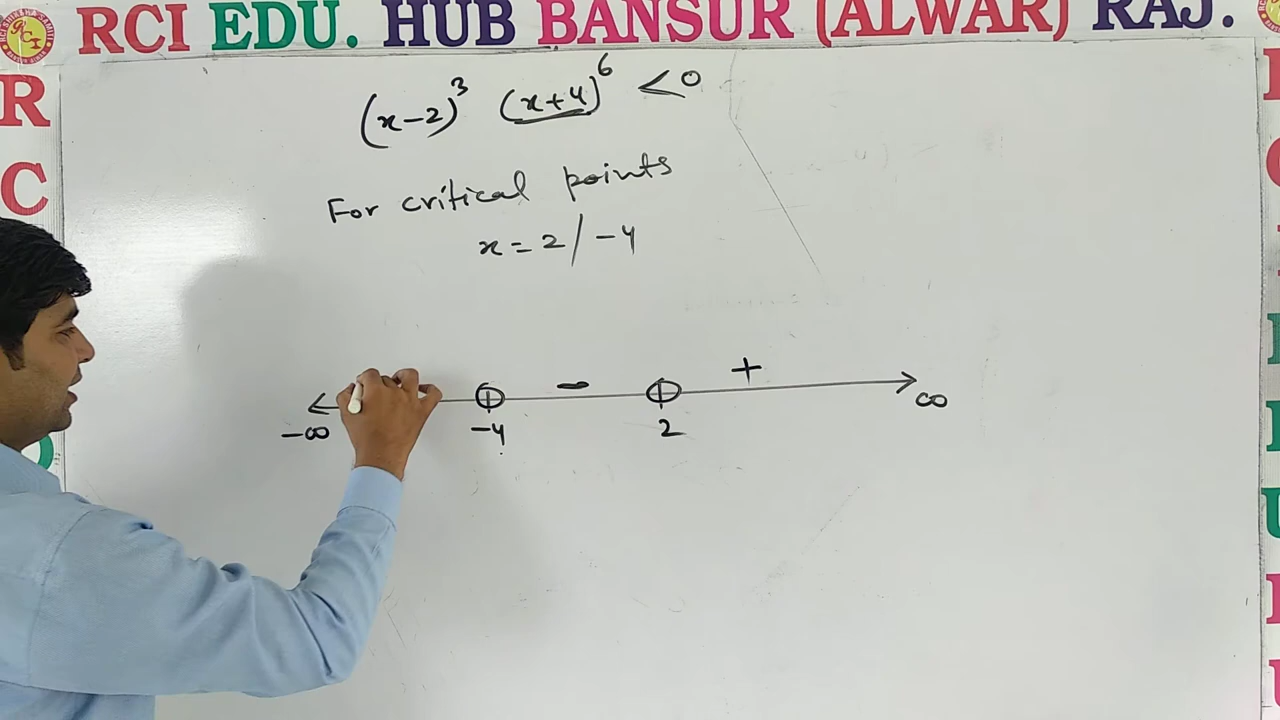 RCI EDU. HUB BANSUR (ALWAR) RAJ.
R
C
(x-2)³ (x+4)⁶ <0
For critical points
x = 2/-4
- +
-∞ -4 2 ∞